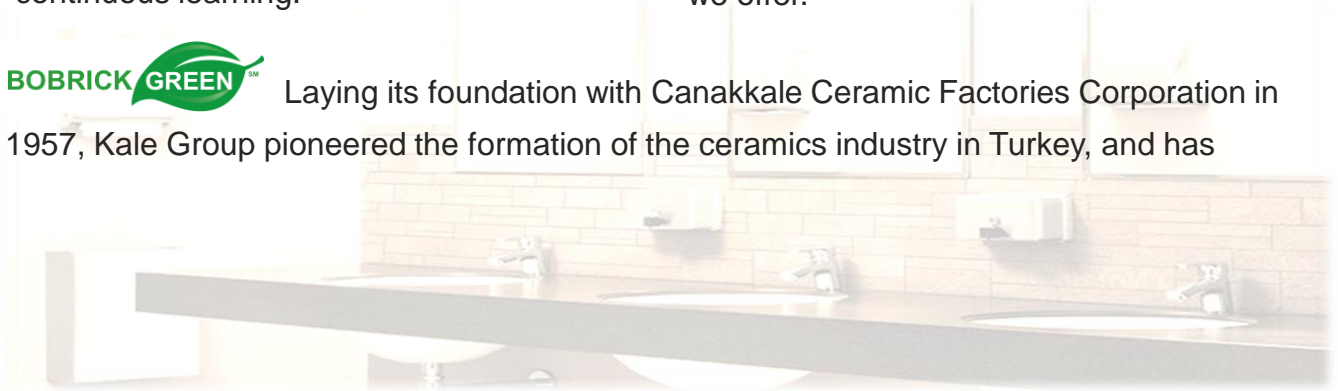 continuous learning.
we offer.
BOBRICK GREEN SM Laying its foundation with Canakkale Ceramic Factories Corporation in
1957, Kale Group pioneered the formation of the ceramics industry in Turkey, and has